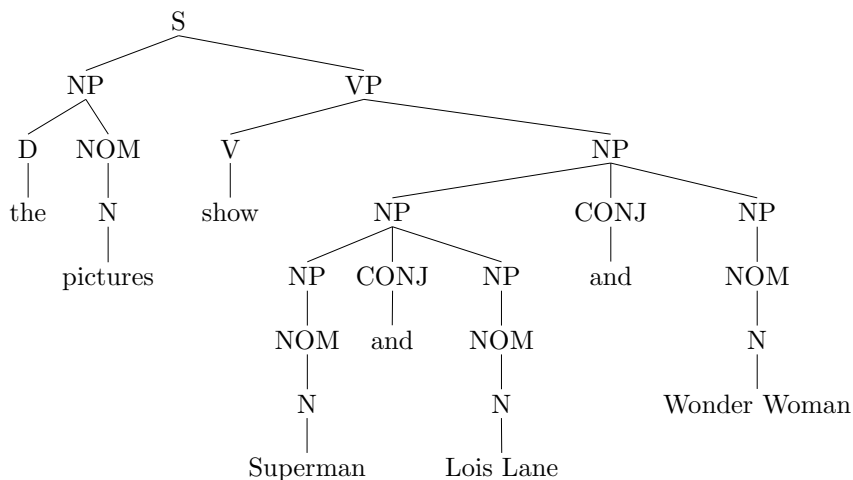 S
NP VP
D NOM V NP
the N show NP CONJ NP
pictures NP CONJ NP and NOM
NOM and NOM N
N N Wonder Woman
Superman Lois Lane